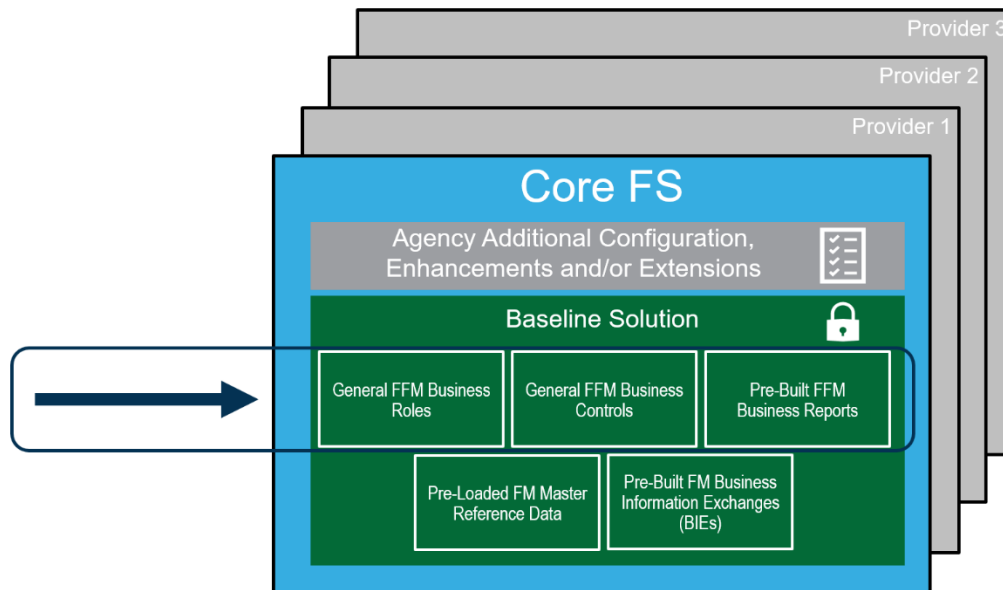 Provider 3
Provider 2
Provider 1
Core FS
Agency Additional Configuration,
Enhancements and/or Extensions
Baseline Solution
General FFM Business
Roles
General FFM Business
Controls
Pre-Built FFM
Business Reports
Pre-Loaded FM Master
Reference Data
Pre-Built FM Business
Information Exchanges
(BIEs)